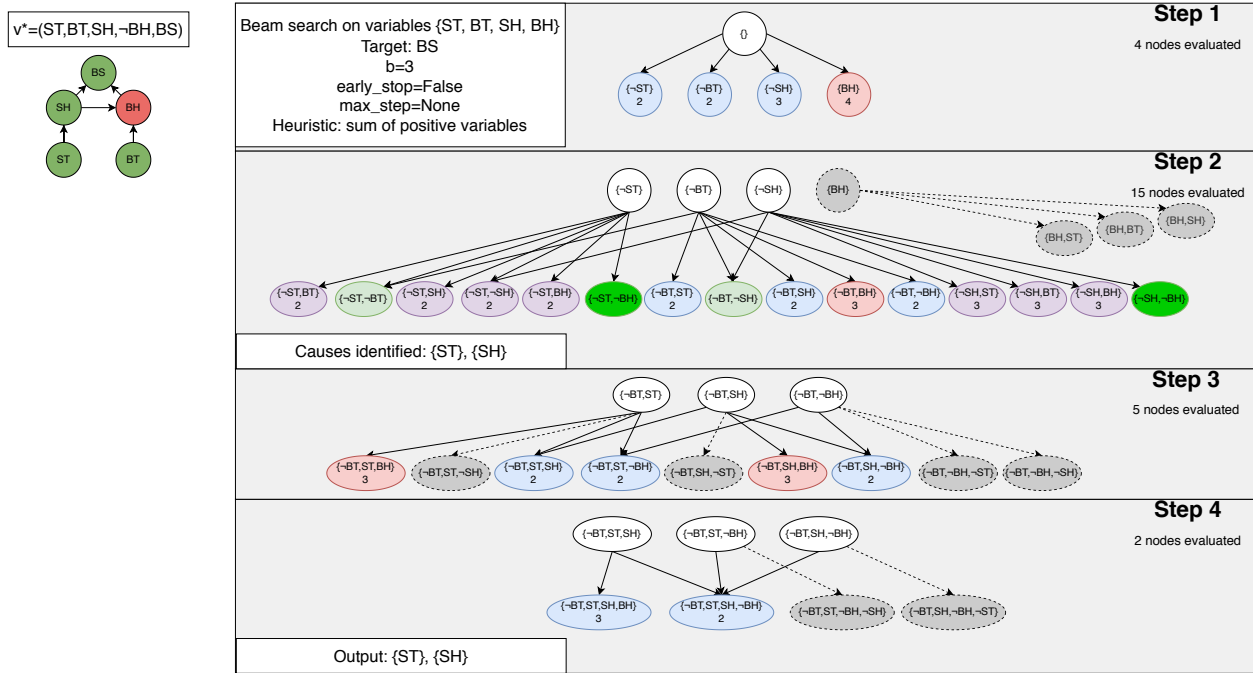 v*=(ST,BT,SH,¬BH,BS)
BS
SH
BH
ST
BT
Beam search on variables {ST, BT, SH, BH}
Target: BS
b=3
early_stop=False
max_step=None
Heuristic: sum of positive variables
Step 1
4 nodes evaluated
{}
{¬ST}
2
{¬BT}
2
{¬SH}
3
{BH}
4
Step 2
15 nodes evaluated
{¬ST}
{¬BT}
{¬SH}
{BH}
{BH,ST}
{BH,BT}
{BH,SH}
{¬ST,BT}
2
{¬ST,¬BT}
{¬ST,SH}
2
{¬ST,¬SH}
2
{¬ST,BH}
2
{¬ST,¬BH}
{¬BT,ST}
2
{¬BT,¬SH}
{¬BT,SH}
2
{¬BT,BH}
3
{¬BT,¬BH}
2
{¬SH,ST}
3
{¬SH,BT}
3
{¬SH,BH}
3
{¬SH,¬BH}
Causes identified: {ST}, {SH}
Step 3
5 nodes evaluated
{¬BT,ST}
{¬BT,SH}
{¬BT,¬BH}
{¬BT,ST,BH}
3
{¬BT,ST,¬SH}
{¬BT,ST,SH}
2
{¬BT,ST,¬BH}
2
{¬BT,SH,¬ST}
{¬BT,SH,BH}
3
{¬BT,SH,¬BH}
2
{¬BT,¬BH,¬ST}
{¬BT,¬BH,¬SH}
Step 4
2 nodes evaluated
{¬BT,ST,SH}
{¬BT,ST,¬BH}
{¬BT,SH,¬BH}
{¬BT,ST,SH,BH}
3
{¬BT,ST,SH,¬BH}
2
{¬BT,ST,¬BH,¬SH}
{¬BT,SH,¬BH,¬ST}
Output: {ST}, {SH}